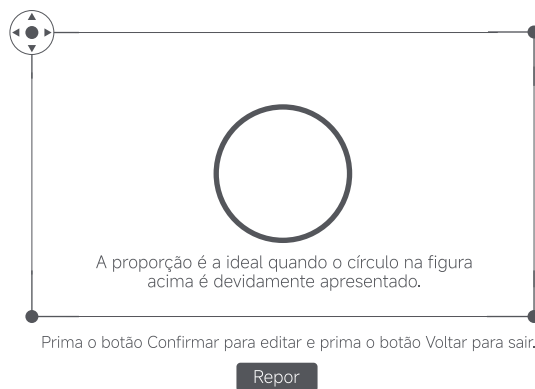 A proporção é a ideal quando o círculo na figura
acima é devidamente apresentado.
Prima o botão Confirmar para editar e prima o botão Voltar para sair.
Repor